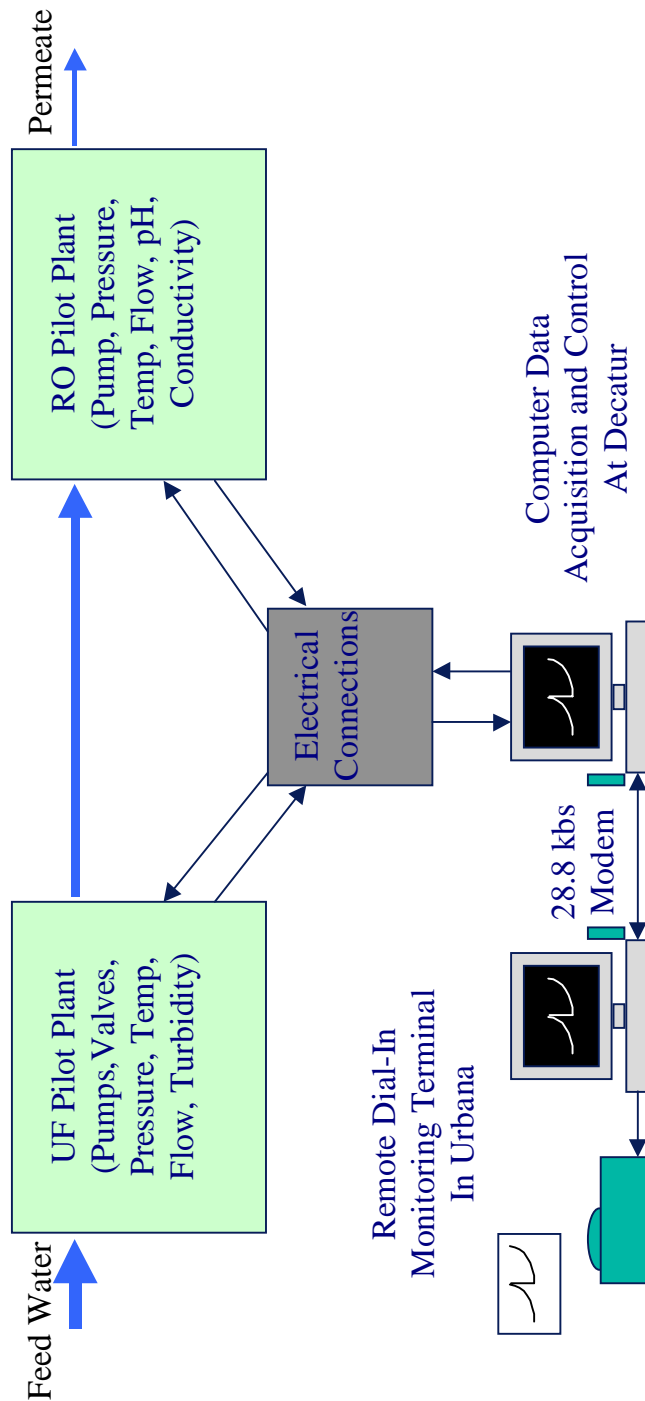 Feed Water
UF Pilot Plant
(Pumps,Valves,
Pressure, Temp,
Flow, Turbidity)
RO Pilot Plant
(Pump, Pressure,
Temp, Flow, pH,
Conductivity)
Permeate
Electrical
Connections
Remote Dial-In
Monitoring Terminal
In Urbana
28.8 kbs
Modem
Computer Data
Acquisition and Control
At Decatur